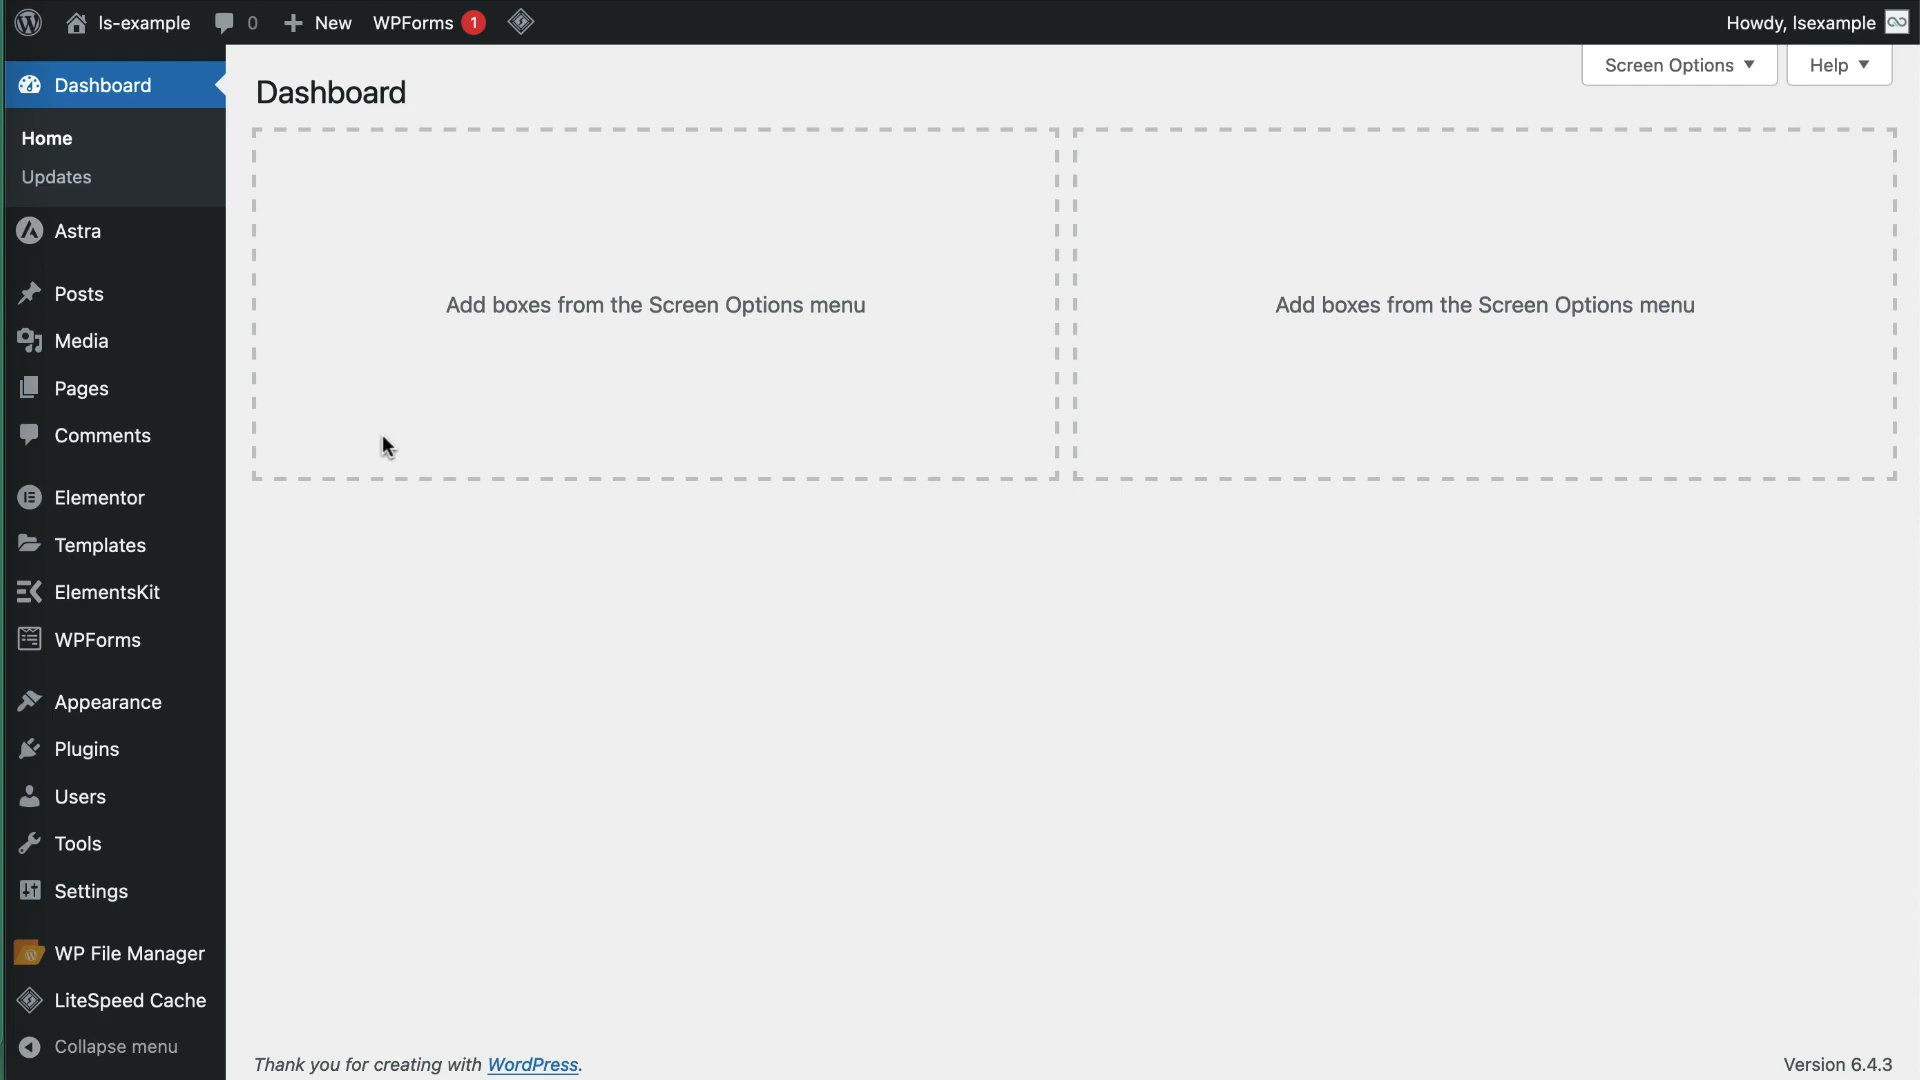 ls-example
0
New
WPForms 1
Howdy, lsexample
Screen Options
Help
Dashboard
Home
Updates
Astra
Posts
Media
Pages
Comments
Elementor
Templates
ElementsKit
WPForms
Appearance
Plugins
Users
Tools
Settings
WP File Manager
LiteSpeed Cache
Collapse menu
Dashboard
Add boxes from the Screen Options menu
Add boxes from the Screen Options menu
Thank you for creating with WordPress.
Version 6.4.3